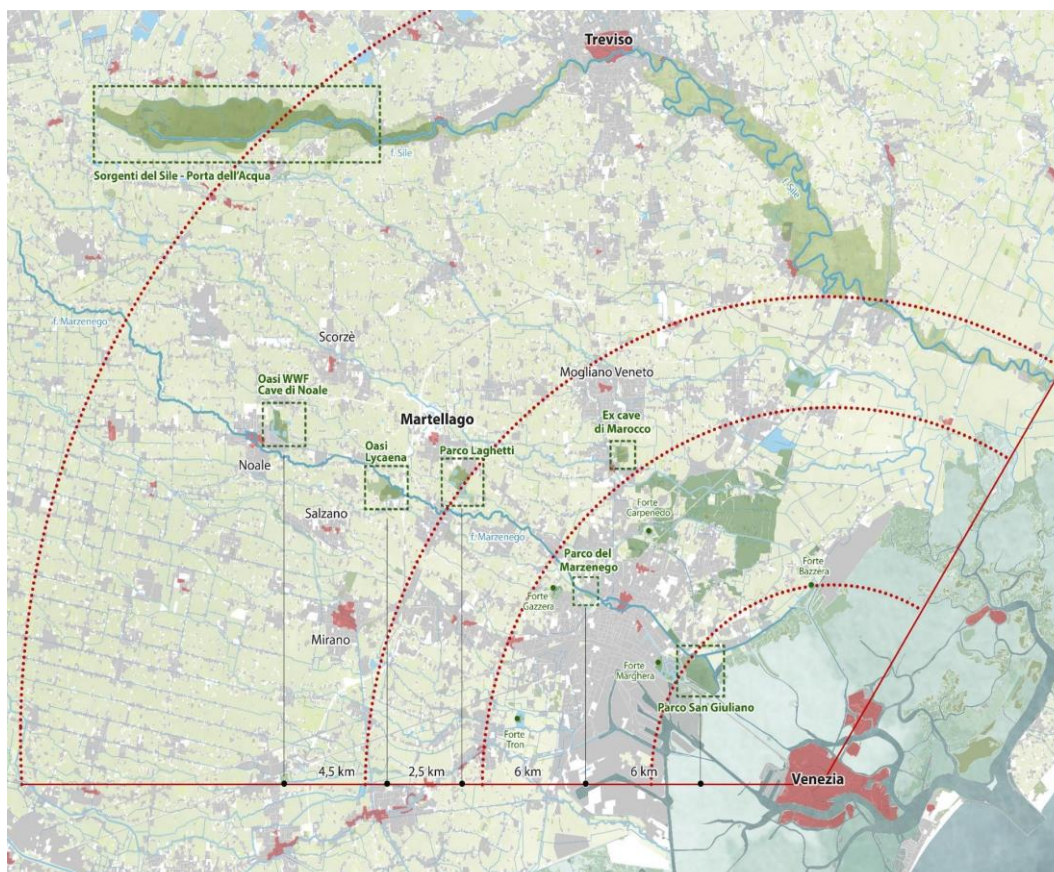 Treviso
f. Sile
Sorgenti del Sile - Porta dell'Acqua
f. Sile
f. Marzenego
Scorzè
Mogliano Veneto
Oasi WWF
Cave di Noale
Martellago
Ex cave
di Marocco
Oasi
Lycaena
Parco Laghetti
Noale
Salzano
Forte
Carpenedo
f. Marzenego
Parco del
Marzenego
Forte
Bazzera
Forte
Gazzera
Mirano
Forte
Marghera
Parco San Giuliano
Forte
Tron
4,5 km
2,5 km
6 km
6 km
Venezia